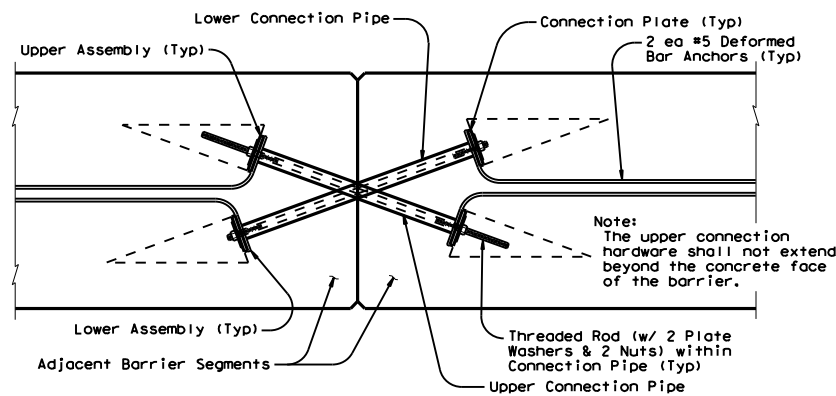 Lower Connection Pipe
Connection Plate (Typ)
Upper Assembly (Typ)
2 ea #5 Deformed
Bar Anchors (Typ)
Note:
The upper connection
hardware shall not extend
beyond the concrete face
of the barrier.
Lower Assembly (Typ)
Threaded Rod (w/ 2 Plate
Washers & 2 Nuts) within
Connection Pipe (Typ)
Adjacent Barrier Segments
Upper Connection Pipe